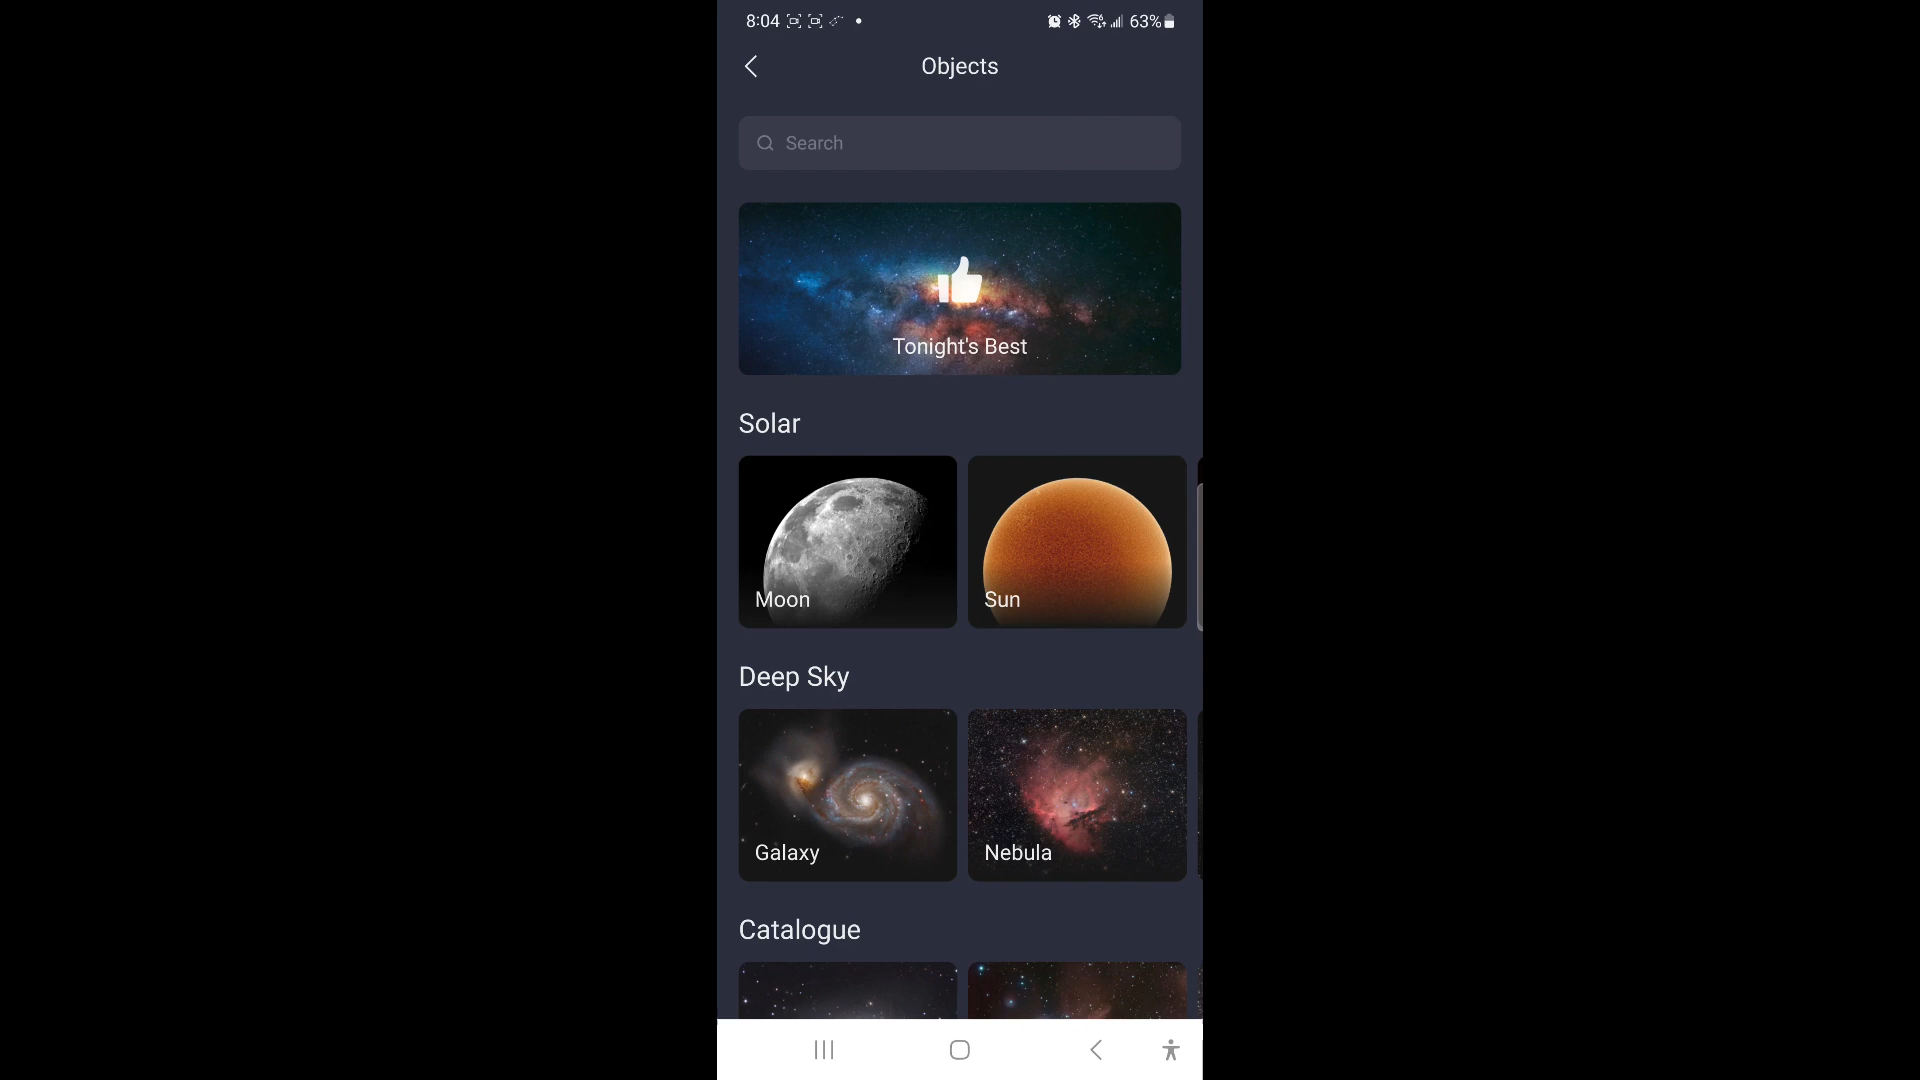 8:04
63%
Objects
Search
Tonight's Best
Solar
Moon
Sun
Deep Sky
Galaxy
Nebula
Catalogue